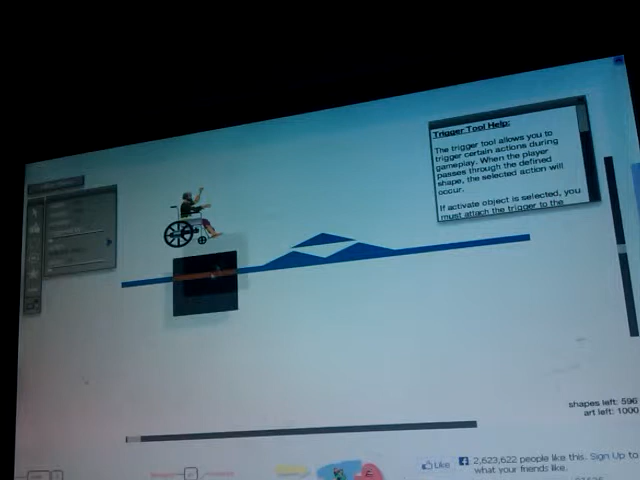 Trigger Tool Help:
The trigger tool allows you to
trigger certain actions during
gameplay. When the player
passes through the defined
shape, the selected action will
occur.
If activate object is selected, you
must attach the trigger to the
shapes left: 596
art left: 1000
Like 2,623,622 people like this. Sign Up to
what your friends like.